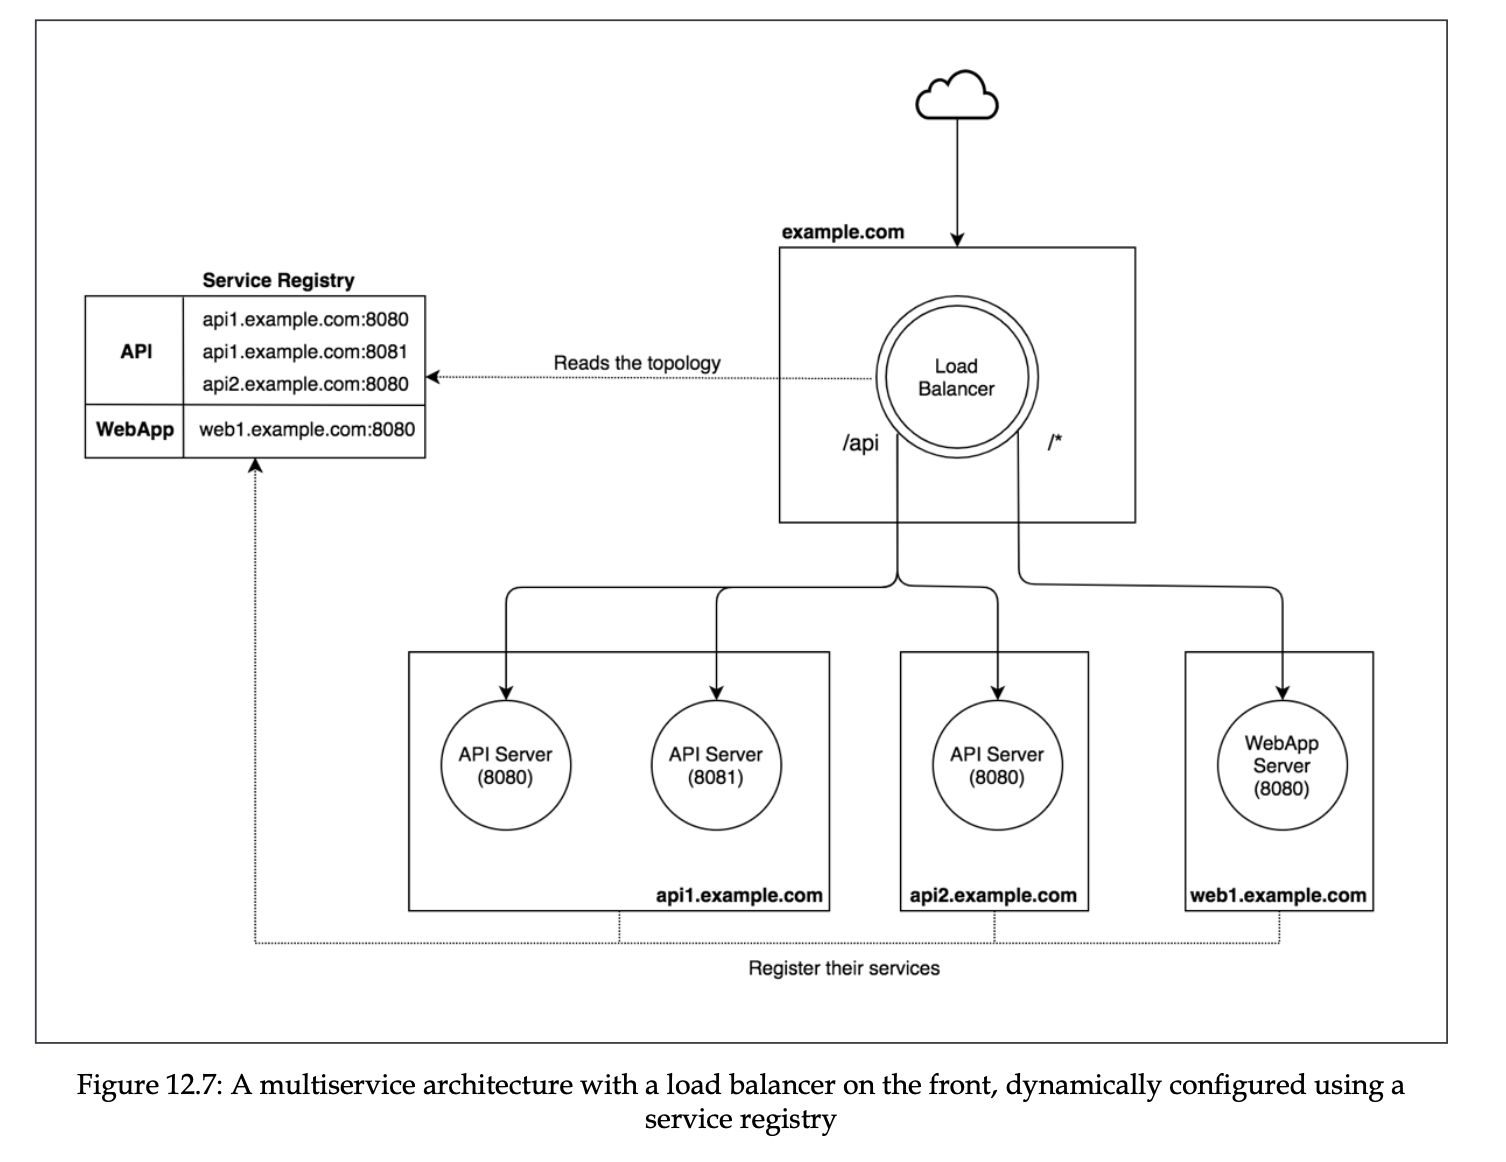 example.com
Service Registry
API
api1.example.com:8080
api1.example.com:8081
api2.example.com:8080
WebApp
web1.example.com:8080
Reads the topology
Load
Balancer
/api
/*
API Server
(8080)
API Server
(8081)
api1.example.com
API Server
(8080)
api2.example.com
WebApp
Server
(8080)
web1.example.com
Register their services
Figure 12.7: A multiservice architecture with a load balancer on the front, dynamically configured using a
service registry